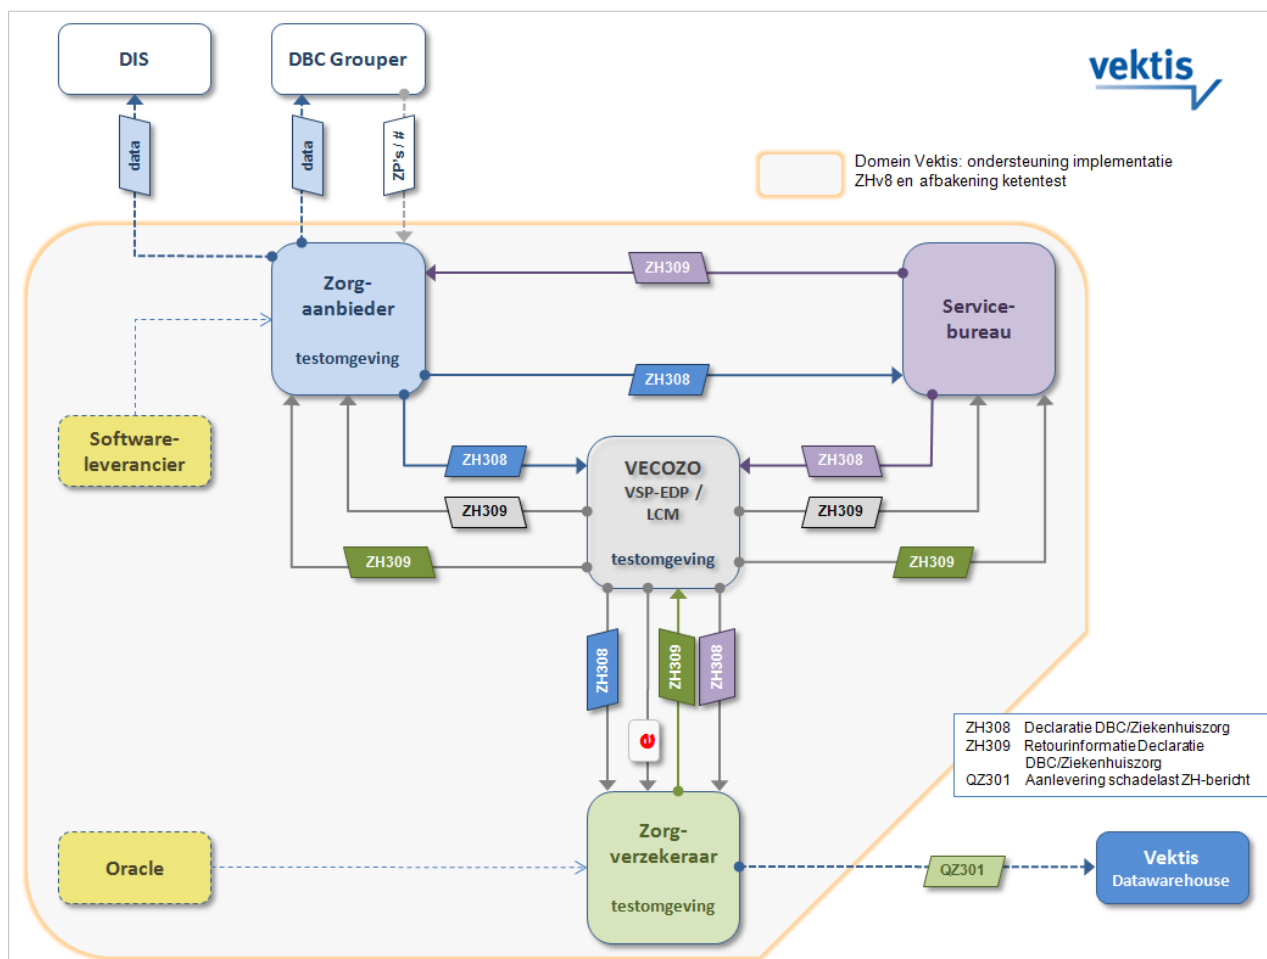 DIS
DBC Grouper
vektis
data
data
ZP's / #
Domein Vektis: ondersteuning implementatie
ZHv8 en afbakening ketentest
Zorg-
aanbieder
testomgeving
ZH309
Service-
bureau
ZH308
Software-
leverancier
ZH308
VECOZO
VSP-EDP /
LCM
testomgeving
ZH308
ZH309
ZH309
ZH309
ZH309
ZH308
e
ZH309
ZH308
ZH308 Declaratie DBC/Ziekenhuiszorg
ZH309 Retourinformatie Declaratie
DBC/Ziekenhuiszorg
QZ301 Aanlevering schadelast ZH-bericht
Zorg-
verzekeraar
testomgeving
Oracle
QZ301
Vektis
Datawarehouse